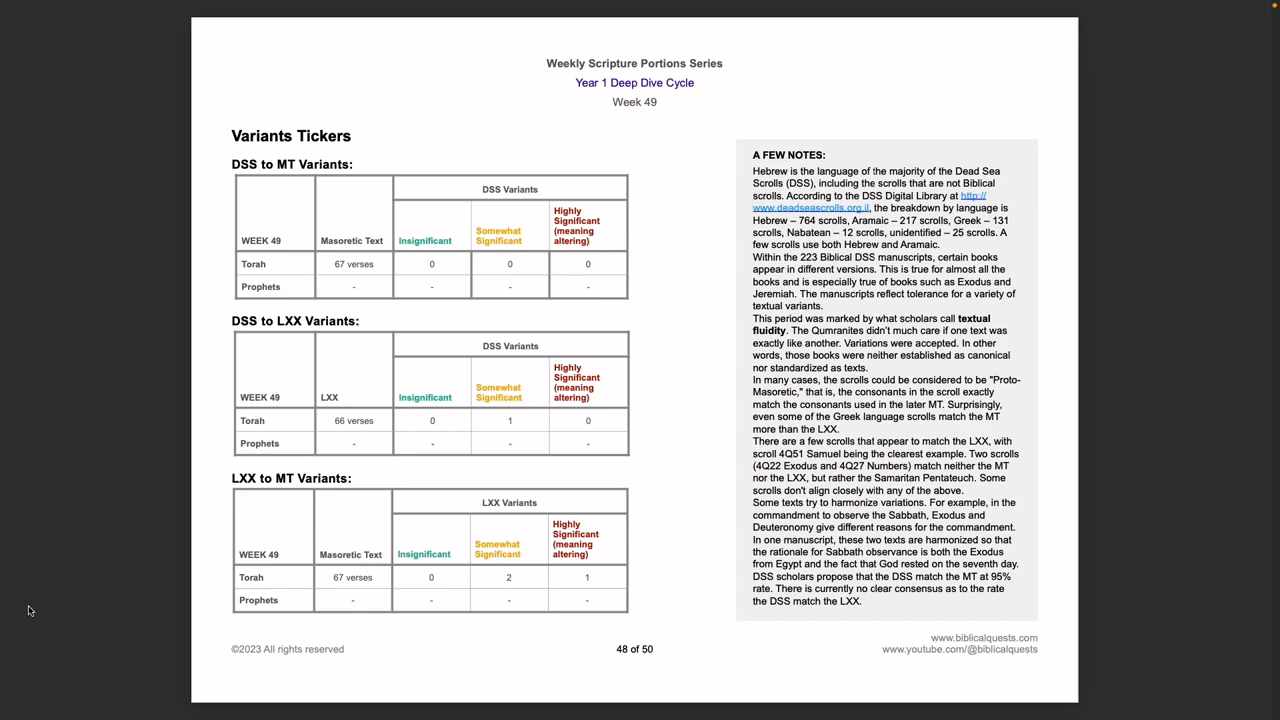 Weekly Scripture Portions Series
Year 1 Deep Dive Cycle
Week 49
Variants Tickers
DSS to MT Variants:
DSS Variants
WEEK 49 Masoretic Text Insignificant Somewhat Significant Highly Significant (meaning altering)
Torah 67 verses 0 0 0
Prophets - - - -
DSS to LXX Variants:
DSS Variants
WEEK 49 LXX Insignificant Somewhat Significant Highly Significant (meaning altering)
Torah 66 verses 0 1 0
Prophets - - - -
LXX to MT Variants:
LXX Variants
WEEK 49 Masoretic Text Insignificant Somewhat Significant Highly Significant (meaning altering)
Torah 67 verses 0 2 1
Prophets - - - -
A FEW NOTES:
Hebrew is the language of the majority of the Dead Sea
Scrolls (DSS), including the scrolls that are not Biblical
scrolls. According to the DSS Digital Library at http://
www.deadseascrolls.org.il, the breakdown by language is
Hebrew – 764 scrolls, Aramaic – 217 scrolls, Greek – 131
scrolls, Nabatean – 12 scrolls, unidentified – 25 scrolls. A
few scrolls use both Hebrew and Aramaic.
Within the 223 Biblical DSS manuscripts, certain books
appear in different versions. This is true for almost all the
books and is especially true of books such as Exodus and
Jeremiah. The manuscripts reflect tolerance for a variety of
textual variants.
This period was marked by what scholars call textual
fluidity. The Qumranites didn't much care if one text was
exactly like another. Variations were accepted. In other
words, those books were neither established as canonical
nor standardized as texts.
In many cases, the scrolls could be considered to be "Proto-
Masoretic," that is, the consonants in the scroll exactly
match the consonants used in the later MT. Surprisingly,
even some of the Greek language scrolls match the MT
more than the LXX.
There are a few scrolls that appear to match the LXX, with
scroll 4Q51 Samuel being the clearest example. Two scrolls
(4Q22 Exodus and 4Q27 Numbers) match neither the MT
nor the LXX, but rather the Samaritan Pentateuch. Some
scrolls don't align closely with any of the above.
Some texts try to harmonize variations. For example, in the
commandment to observe the Sabbath, Exodus and
Deuteronomy give different reasons for the commandment.
In one manuscript, these two texts are harmonized so that
the rationale for Sabbath observance is both the Exodus
from Egypt and the fact that God rested on the seventh day.
DSS scholars propose that the DSS match the MT at 95%
rate. There is currently no clear consensus as to the rate
the DSS match the LXX.
©2023 All rights reserved
48 of 50
www.biblicalquests.com
www.youtube.com/@biblicalquests